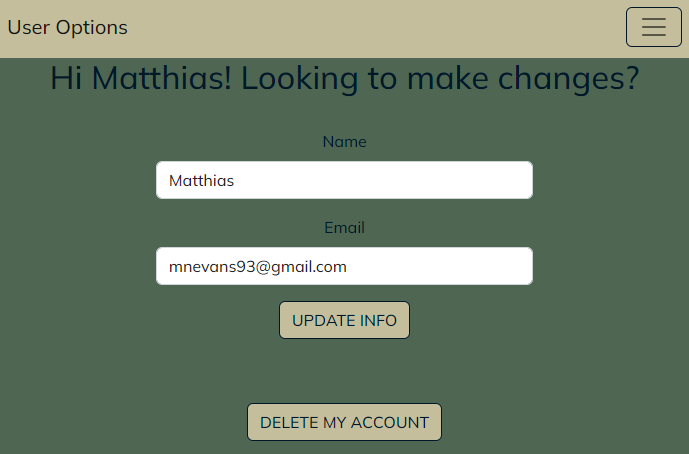 User Options
Hi Matthias! Looking to make changes?
Name
Matthias
Email
mnevans93@gmail.com
UPDATE INFO
DELETE MY ACCOUNT